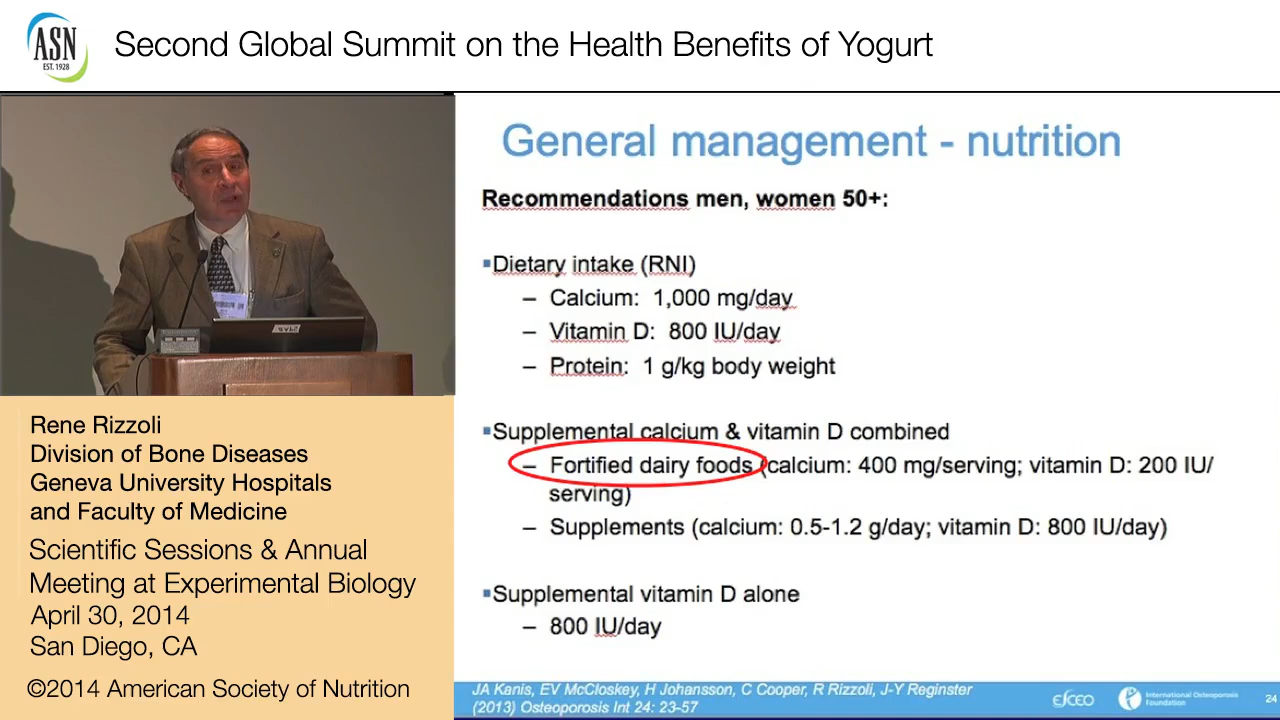 ASN
EST. 1928
Second Global Summit on the Health Benefits of Yogurt
Rene Rizzoli
Division of Bone Diseases
Geneva University Hospitals
and Faculty of Medicine
Scientific Sessions & Annual
Meeting at Experimental Biology
April 30, 2014
San Diego, CA
©2014 American Society of Nutrition
General management - nutrition
Recommendations men, women 50+:
▪Dietary intake (RNI)
– Calcium: 1,000 mg/day
– Vitamin D: 800 IU/day
– Protein: 1 g/kg body weight
▪Supplemental calcium & vitamin D combined
– Fortified dairy foods (calcium: 400 mg/serving; vitamin D: 200 IU/
serving)
– Supplements (calcium: 0.5-1.2 g/day; vitamin D: 800 IU/day)
▪Supplemental vitamin D alone
– 800 IU/day
JA Kanis, EV McCloskey, H Johansson, C Cooper, R Rizzoli, J-Y Reginster
(2013) Osteoporosis Int 24: 23-57
ESCEO
International Osteoporosis
Foundation
24